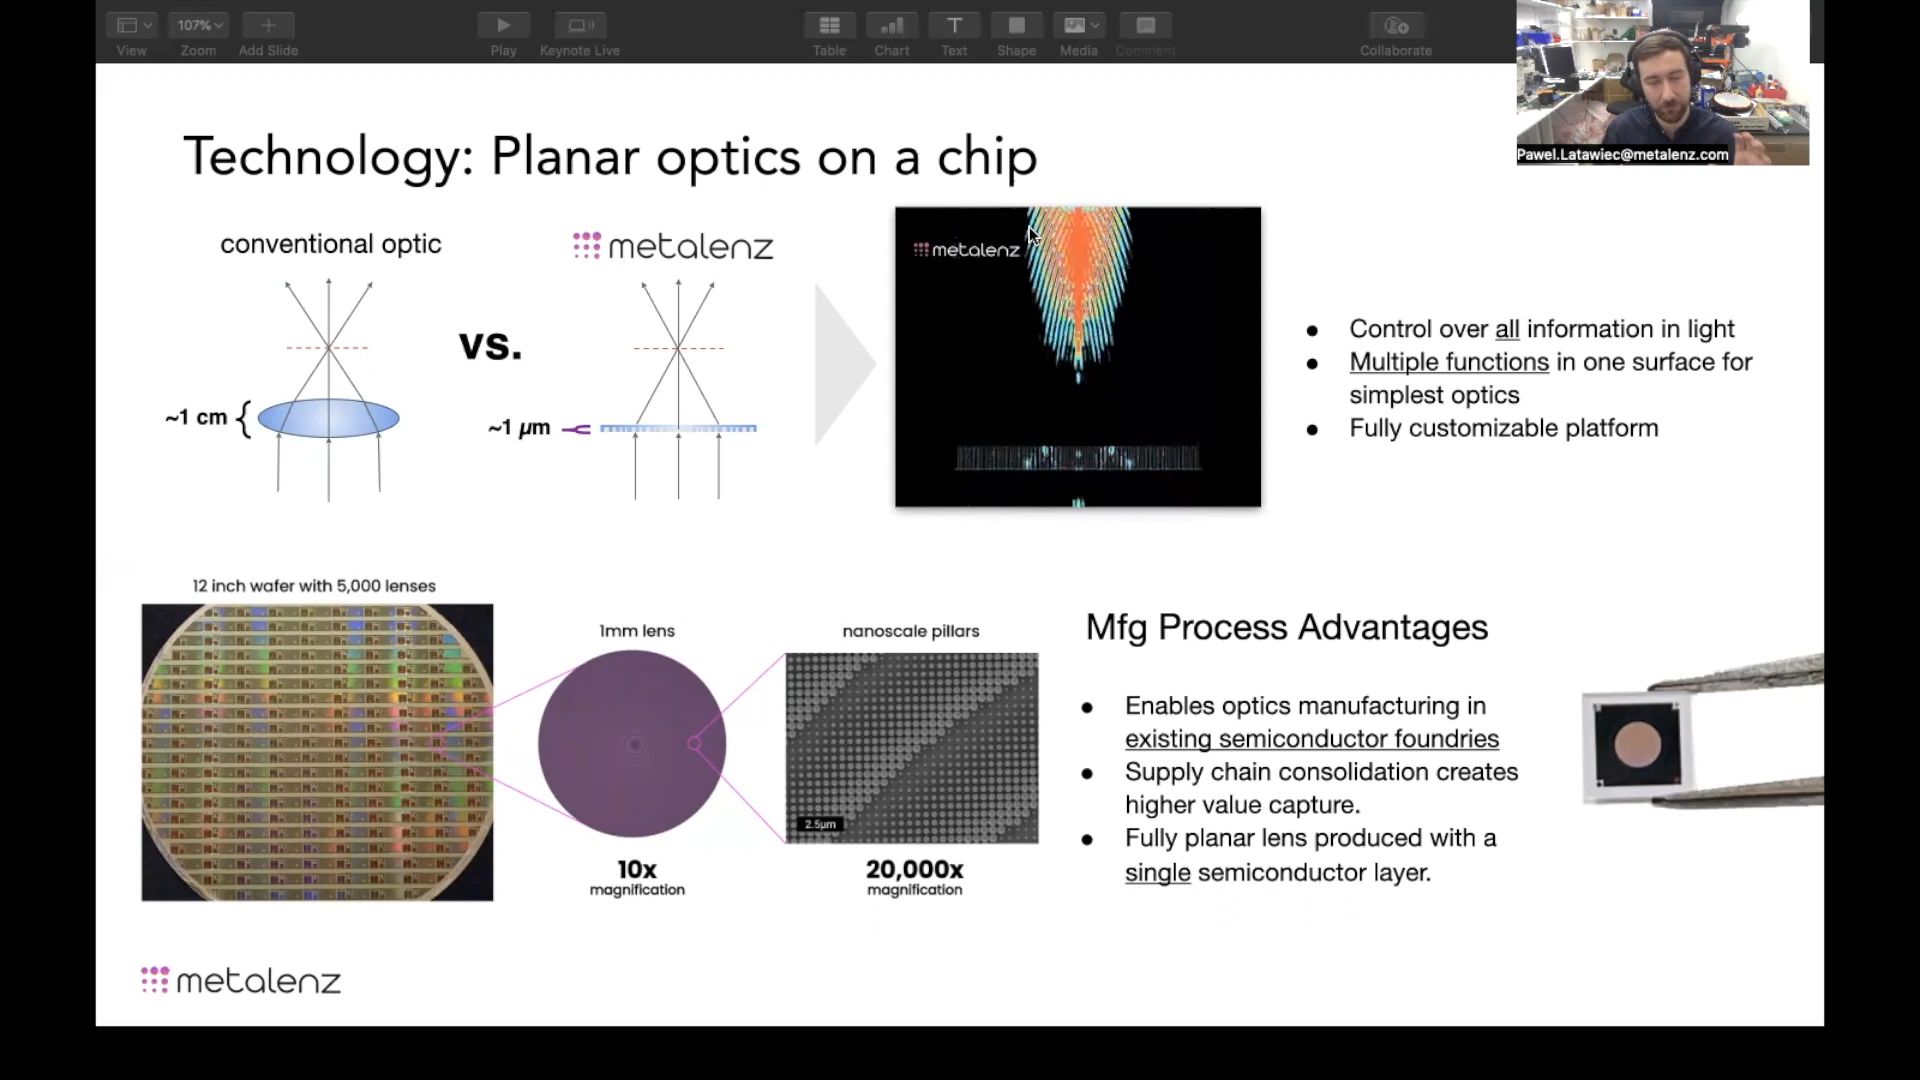 107%
View
Zoom
Add Slide
Play
Keynote Live
Table
Chart
Text
Shape
Media
Comment
Collaborate
Pawel.Latawiec@metalenz.com
Technology: Planar optics on a chip
conventional optic
metalenz
vs.
~1 cm
~1 µm
metalenz
• Control over all information in light
• Multiple functions in one surface for
simplest optics
• Fully customizable platform
12 inch wafer with 5,000 lenses
1mm lens
nanoscale pillars
2.5µm
10x
magnification
20,000x
magnification
Mfg Process Advantages
• Enables optics manufacturing in
existing semiconductor foundries
• Supply chain consolidation creates
higher value capture.
• Fully planar lens produced with a
single semiconductor layer.
metalenz